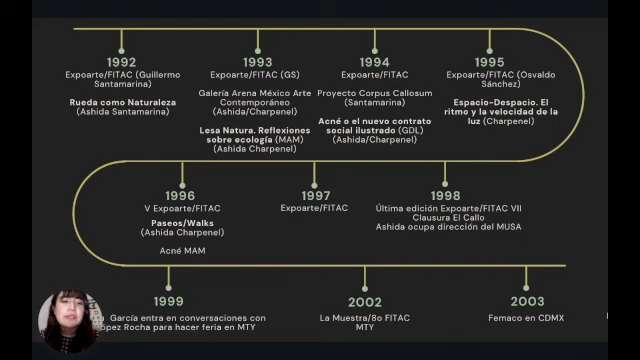 1992
Expoarte/FITAC (Guillermo
Santamarina)
Rueda como Naturaleza
(Ashida Santamarina)
1993
Expoarte/FITAC (GS)
Galería Arena México Arte
Contemporáneo
(Ashida/Charpenel)
Lesa Natura. Reflexiones
sobre ecología (MAM)
(Ashida Charpenel)
1994
Expoarte/FITAC
Proyecto Corpus Callosum
(Santamarina)
Acné o el nuevo contrato
social ilustrado (GDL)
(Ashida/Charpenel)
1995
Expoarte/FITAC (Osvaldo
Sánchez)
Espacio-Despacio. El
ritmo y la velocidad de la
luz (Charpenel)
1996
V Expoarte/FITAC
Paseos/Walks
(Ashida Charpenel)
Acné MAM
1997
Expoarte/FITAC
1998
Última edición Expoarte/FITAC VII
Clausura El Callo
Ashida ocupa dirección del MUSA
1999
García entra en conversaciones con
Rocha para hacer feria en MTY
2002
La Muestra/8o FITAC
MTY
2003
Femaco en CDMX